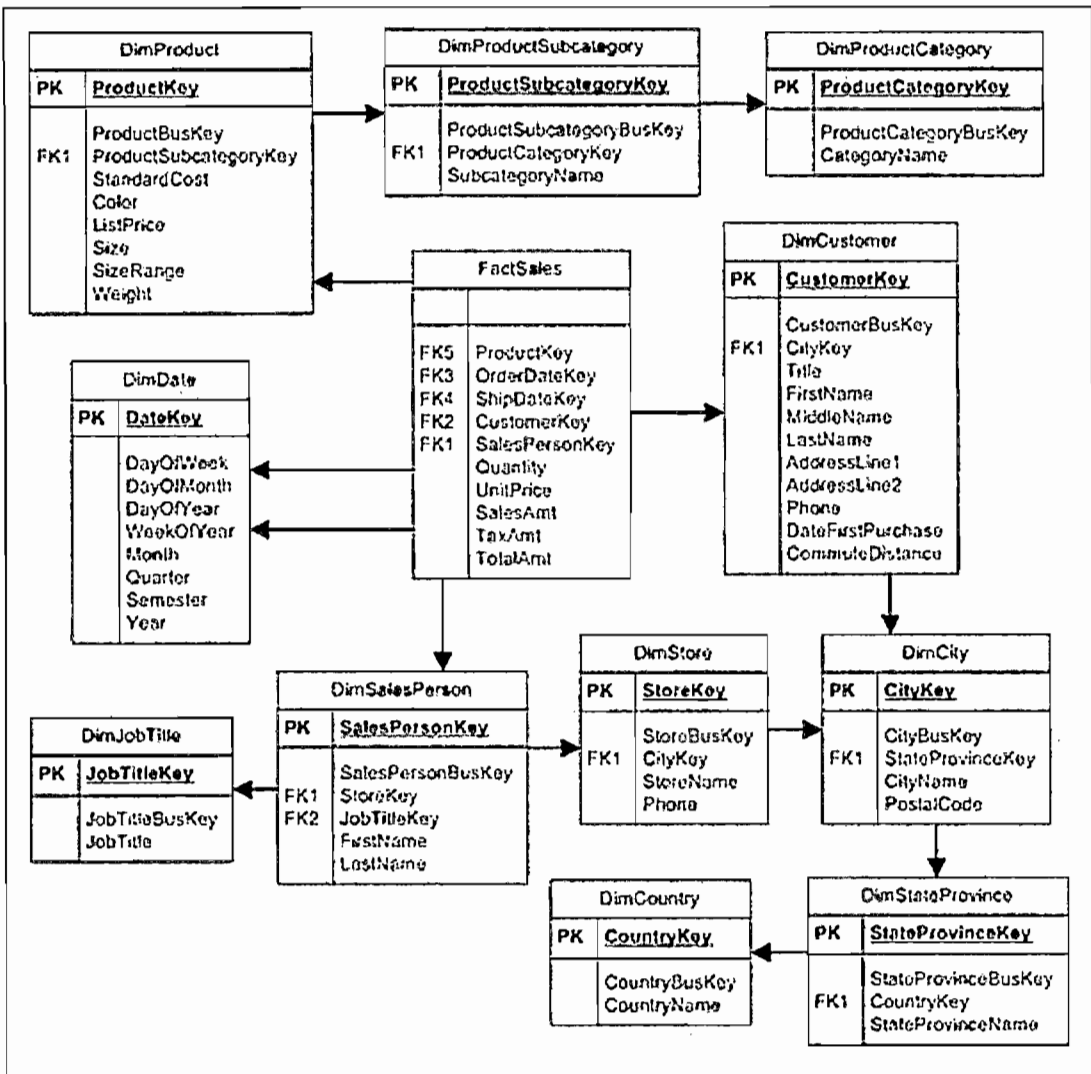 DimProduct
PK ProductKey
ProductBusKey
FK1 ProductSubcategoryKey
StandardCost
Color
ListPrice
Size
SizeRange
Weight
DimProductSubcategory
PK ProductSubcategoryKey
ProductSubcategoryBusKey
FK1 ProductCategoryKey
SubcategoryName
DimProductCategory
PK ProductCategoryKey
ProductCategoryBusKey
CategoryName
FactSales
FK5 ProductKey
FK3 OrderDateKey
FK4 ShipDateKey
FK2 CustomerKey
FK1 SalesPersonKey
Quantity
UnitPrice
SalesAmt
TaxAmt
TotalAmt
DimCustomer
PK CustomerKey
CustomerBusKey
FK1 CityKey
Title
FirstName
MiddleName
LastName
AddressLine1
AddressLine2
Phone
DateFirstPurchase
CommuteDistance
DimDate
PK DateKey
DayOfWeek
DayOfMonth
DayOfYear
WeekOfYear
Month
Quarter
Semester
Year
DimSalesPerson
PK SalesPersonKey
SalesPersonBusKey
FK1 StoreKey
FK2 JobTitleKey
FirstName
LastName
DimStore
PK StoreKey
StoreBusKey
FK1 CityKey
StoreName
Phone
DimCity
PK CityKey
CityBusKey
FK1 StateProvinceKey
CityName
PostalCode
DimJobTitle
PK JobTitleKey
JobTitleBusKey
JobTitle
DimCountry
PK CountryKey
CountryBusKey
CountryName
DimStateProvince
PK StateProvinceKey
StateProvinceBusKey
FK1 CountryKey
StateProvinceName